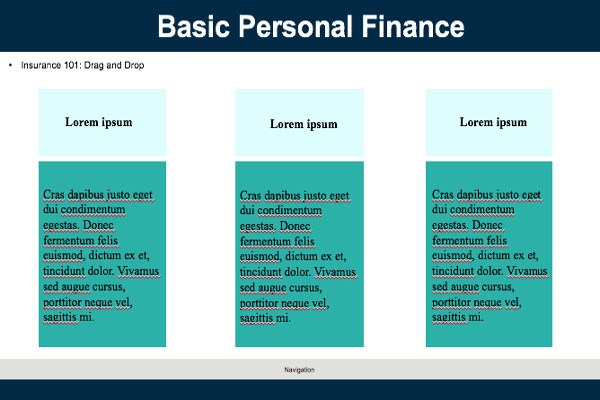 Basic Personal Finance
• Insurance 101: Drag and Drop
Lorem ipsum
Cras dapibus justo eget
dui condimentum
egestas. Donec
fermentum felis
euismod, dictum ex et,
tincidunt dolor. Vivamus
sed augue cursus,
porttitor neque vel,
sagittis mi.
Lorem ipsum
Cras dapibus justo eget
dui condimentum
egestas. Donec
fermentum felis
euismod, dictum ex et,
tincidunt dolor. Vivamus
sed augue cursus,
porttitor neque vel,
sagittis mi.
Lorem ipsum
Cras dapibus justo eget
dui condimentum
egestas. Donec
fermentum felis
euismod, dictum ex et,
tincidunt dolor. Vivamus
sed augue cursus,
porttitor neque vel,
sagittis mi.
Navigation